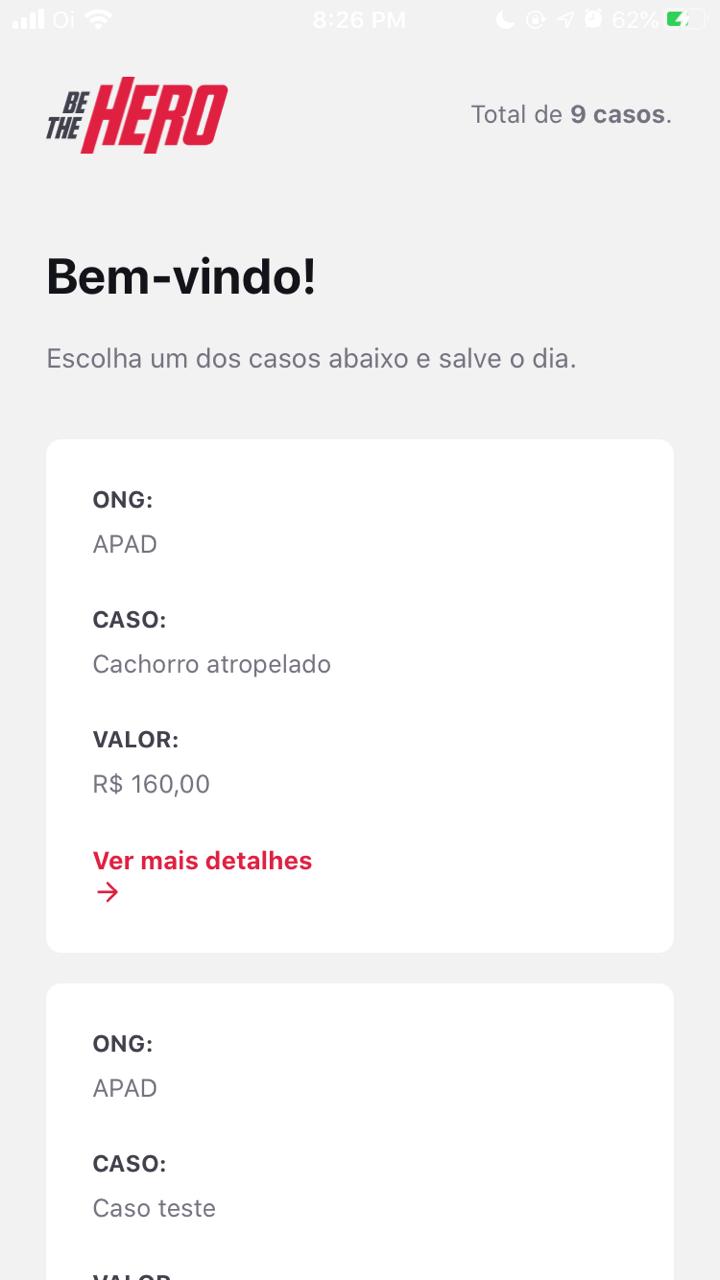 Oi 8:26 PM 62%
BE THE HERO
Total de 9 casos.
Bem-vindo!
Escolha um dos casos abaixo e salve o dia.
ONG:
APAD
CASO:
Cachorro atropelado
VALOR:
R$ 160,00
Ver mais detalhes
→
ONG:
APAD
CASO:
Caso teste
VALOR